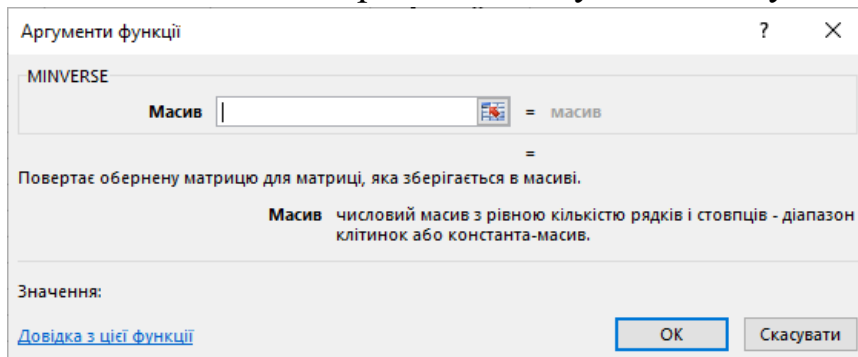 Аргументи функції ? ×
MINVERSE
Масив = масив
=
Повертає обернену матрицю для матриці, яка зберігається в масиві.
Масив числовий масив з рівною кількістю рядків і стовпців - діапазон
клітинок або константа-масив.
Значення:
Довідка з цієї функції OK Скасувати